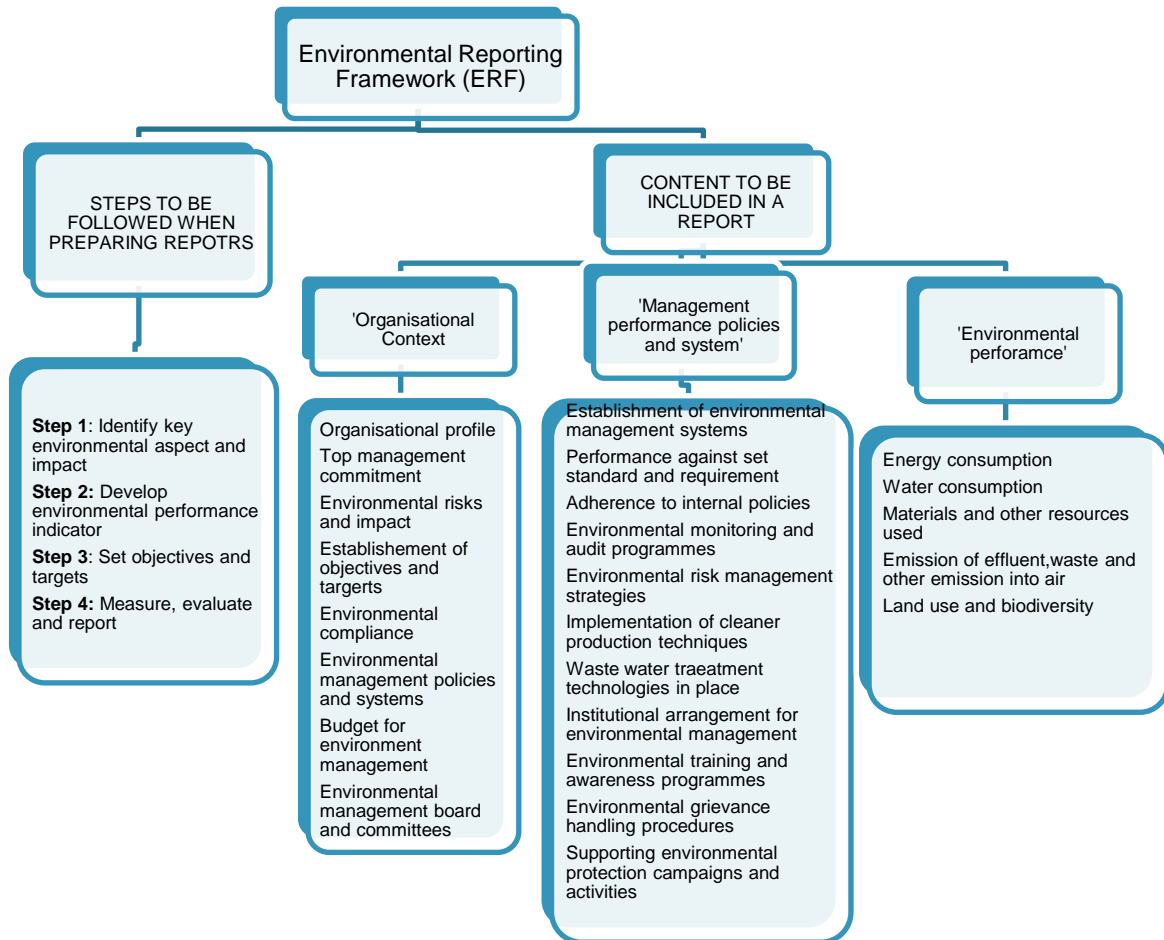 Environmental Reporting
Framework (ERF)
STEPS TO BE
FOLLOWED WHEN
PREPARING REPOTRS
CONTENT TO BE
INCLUDED IN A
REPORT
Step 1: Identify key
environmental aspect and
impact
Step 2: Develop
environmental performance
indicator
Step 3: Set objectives and
targets
Step 4: Measure, evaluate
and report
'Organisational
Context
Organisational profile
Top management
commitment
Environmental risks
and impact
Establishement of
objectives and
targerts
Environmental
compliance
Environmental
management policies
and systems
Budget for
environment
management
Environmental
management board
and committees
'Management
performance policies
and system'
Establishment of environmental
management systems
Performance against set
standard and requirement
Adherence to internal policies
Environmental monitoring and
audit programmes
Environmental risk management
strategies
Implementation of cleaner
production techniques
Waste water traeatment
technologies in place
Institutional arrangement for
environmental management
Environmental training and
awareness programmes
Environmental grievance
handling procedures
Supporting environmental
protection campaigns and
activities
'Environmental
perforamce'
Energy consumption
Water consumption
Materials and other resources
used
Emission of effluent,waste and
other emission into air
Land use and biodiversity